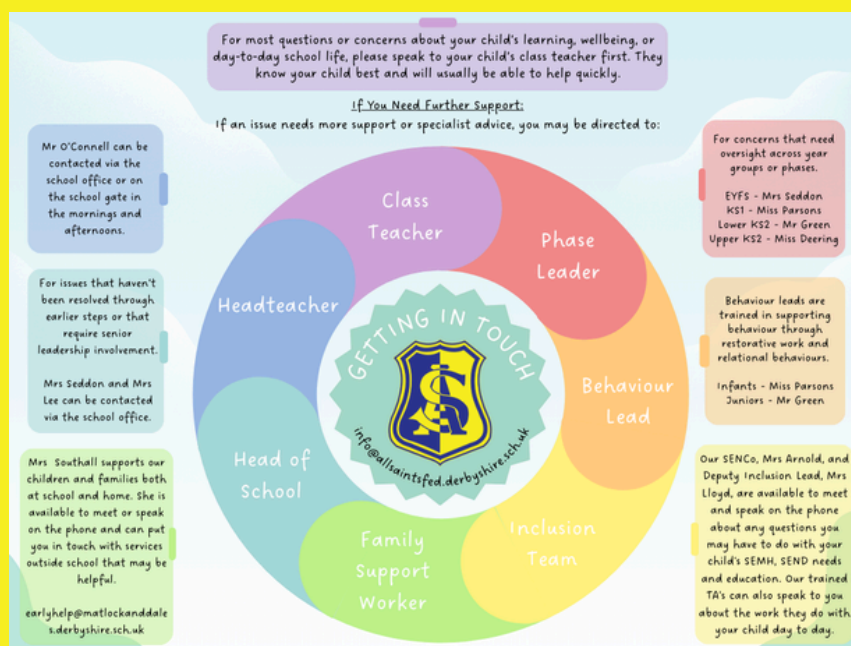 For most questions or concerns about your child's learning, wellbeing, or
day-to-day school life, please speak to your child's class teacher first. They
know your child best and will usually be able to help quickly.
If You Need Further Support:
If an issue needs more support or specialist advice, you may be directed to:
Mr O'Connell can be
contacted via the
school office or on
the school gate in
the mornings and
afternoons.
For issues that haven't
been resolved through
earlier steps or that
require senior
leadership involvement.
Mrs Seddon and Mrs
Lee can be contacted
via the school office.
Mrs Southall supports our
children and families both
at school and home. She is
available to meet or speak
on the phone and can put
you in touch with services
outside school that may be
helpful.
earlyhelp@matlockanddale
s.derbyshire.sch.uk
Class
Teacher
Phase
Leader
Behaviour
Lead
Inclusion
Team
Family
Support
Worker
Head of
School
Headteacher
GETTING IN TOUCH
info@allsaintsfed.derbyshire.sch.uk
For concerns that need
oversight across year
groups or phases.
EYFS - Mrs Seddon
KS1 - Miss Parsons
Lower KS2 - Mr Green
Upper KS2 - Miss Deering
Behaviour leads are
trained in supporting
behaviour through
restorative work and
relational behaviours.
Infants - Miss Parsons
Juniors - Mr Green
Our SENCo, Mrs Arnold, and
Deputy Inclusion Lead, Mrs
Lloyd, are available to meet
and speak on the phone
about any questions you
may have to do with your
child's SEMH, SEND needs
and education. Our trained
TA's can also speak to you
about the work they do with
your child day to day.